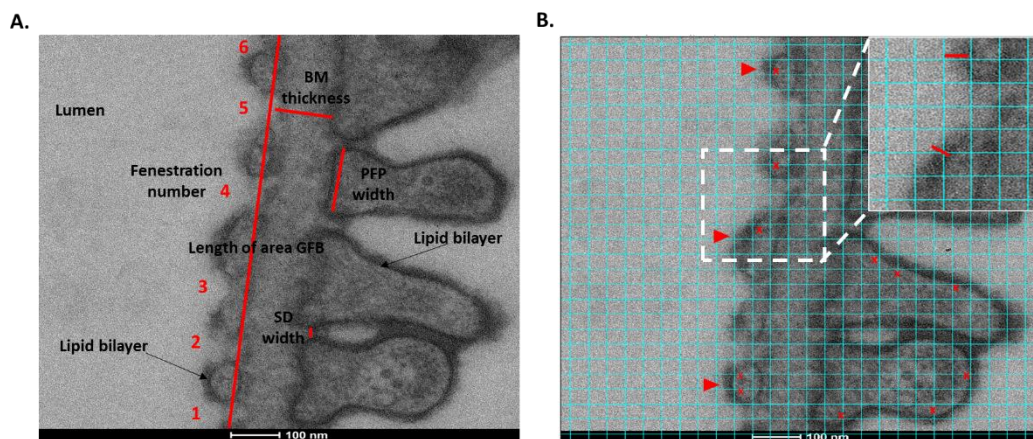 A.
B.
6
BM
thickness
Lumen
5
Fenestration
number
4
PFP
width
Length of area GFB
Lipid bilayer
3
SD
width
2
Lipid bilayer
1
100 nm
100 nm